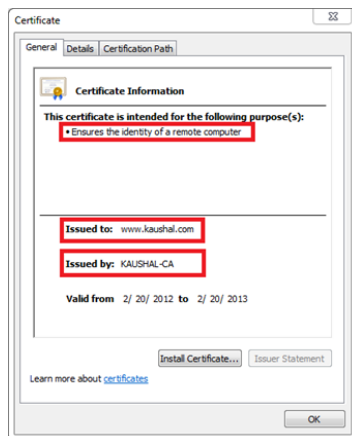 Certificate
General Details Certification Path
Certificate Information
This certificate is intended for the following purpose(s):
• Ensures the identity of a remote computer
Issued to: www.kaushal.com
Issued by: KAUSHAL-CA
Valid from 2/ 20/ 2012 to 2/ 20/ 2013
Install Certificate... Issuer Statement
Learn more about certificates
OK